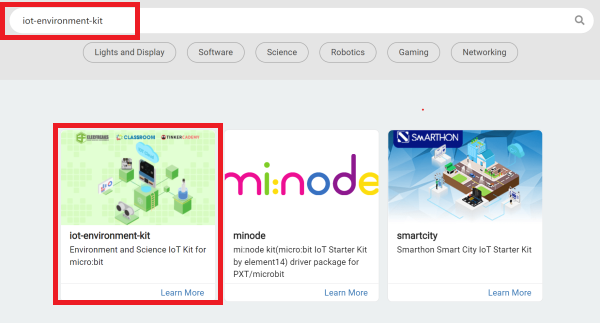 iot-environment-kit
Lights and Display
Software
Science
Robotics
Gaming
Networking
ELECFREAKS
CLASSROOM
TINKERCADEMY
mi:node
SMARTHON
iot-environment-kit
Environment and Science IoT Kit for
micro:bit
Learn More
minode
mi:node kit(micro:bit IoT Starter Kit
by element14) driver package for
PXT/microbit
Learn More
smartcity
Smarthon Smart City IoT Starter Kit
Learn More